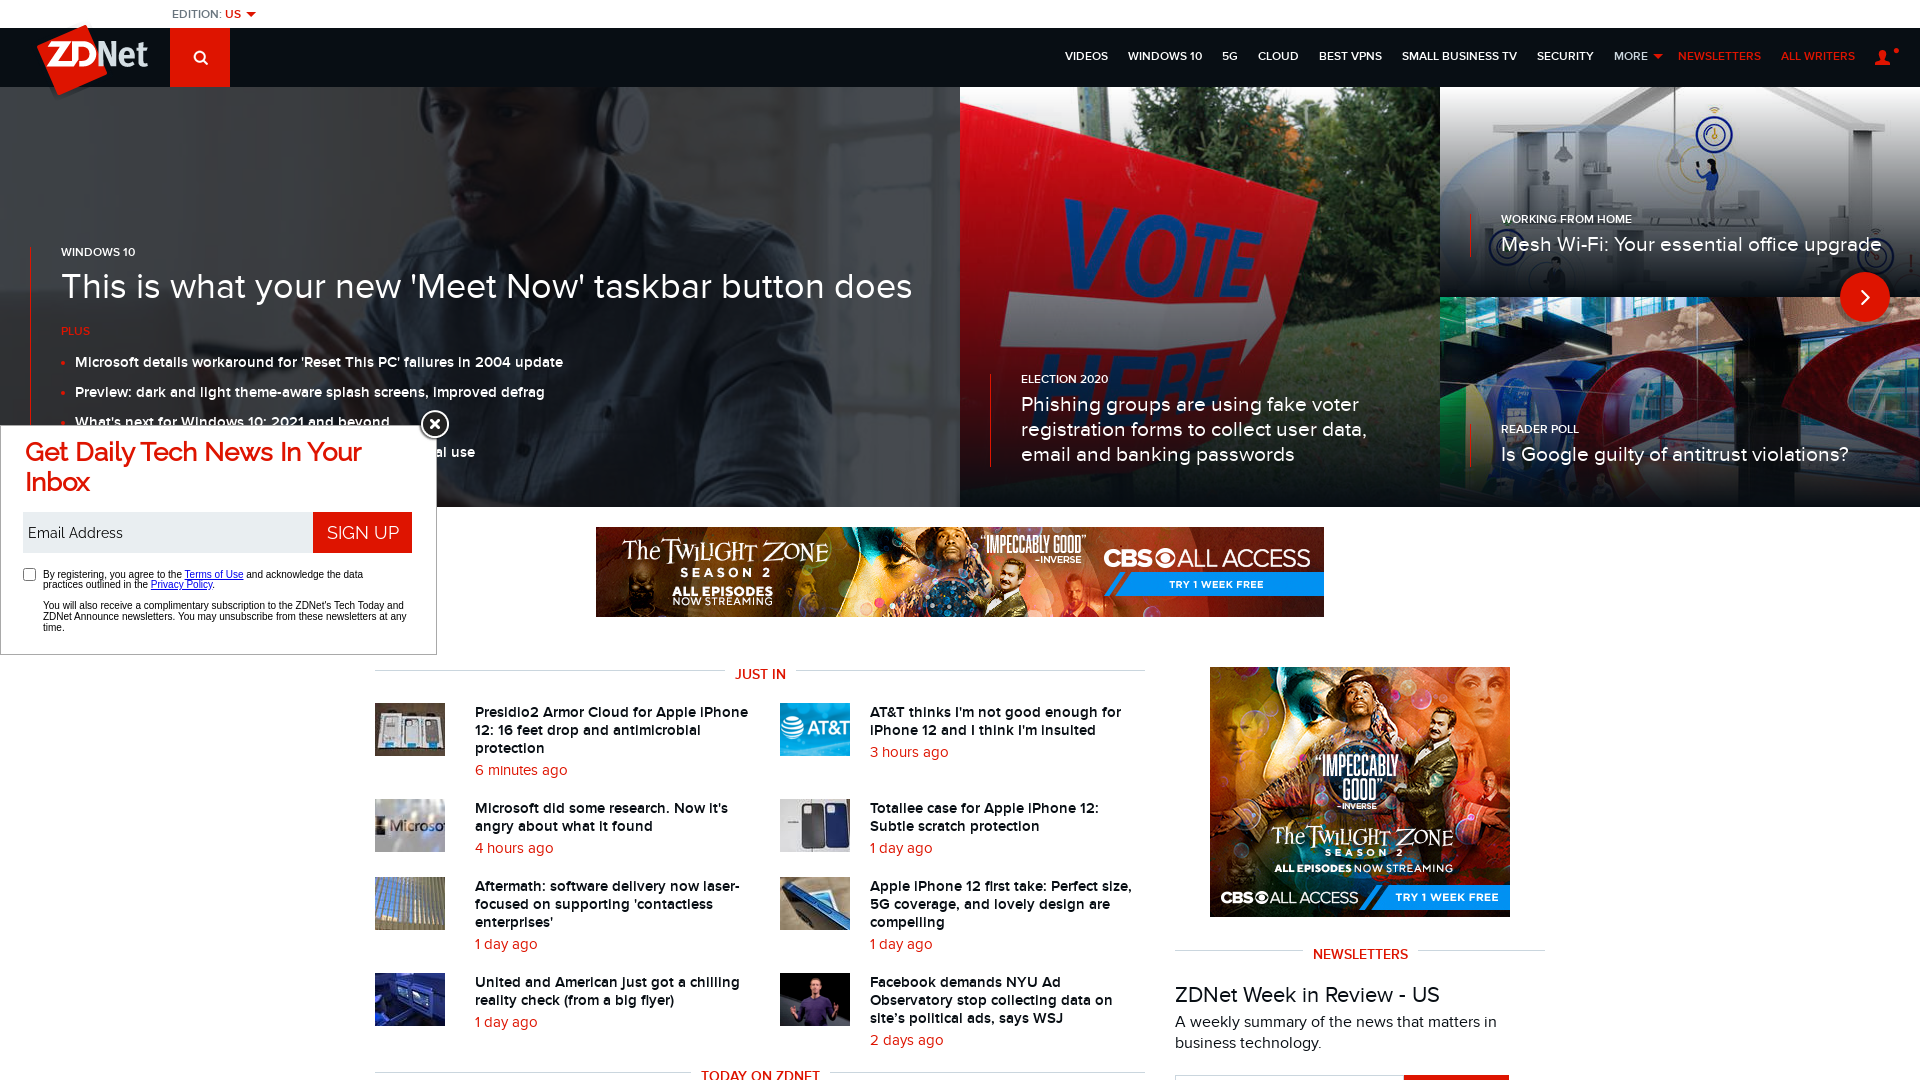 EDITION: US
ZDNet
VIDEOS WINDOWS 10 5G CLOUD BEST VPNS SMALL BUSINESS TV SECURITY MORE NEWSLETTERS ALL WRITERS
WINDOWS 10
This is what your new 'Meet Now' taskbar button does
PLUS
Microsoft details workaround for 'Reset This PC' failures in 2004 update
Preview: dark and light theme-aware splash screens, improved defrag
What's next for Windows 10: 2021 and beyond
al use
VOTE
HERE
ELECTION 2020
Phishing groups are using fake voter
registration forms to collect user data,
email and banking passwords
WORKING FROM HOME
Mesh Wi-Fi: Your essential office upgrade
READER POLL
Is Google guilty of antitrust violations?
Get Daily Tech News In Your
Inbox
Email Address
SIGN UP
By registering, you agree to the Terms of Use and acknowledge the data
practices outlined in the Privacy Policy.
You will also receive a complimentary subscription to the ZDNet's Tech Today and
ZDNet Announce newsletters. You may unsubscribe from these newsletters at any
time.
The TWILIGHT ZONE
SEASON 2
ALL EPISODES
NOW STREAMING
"IMPECCABLY GOOD"
–INVERSE
CBS ALL ACCESS
TRY 1 WEEK FREE
JUST IN
Presidio2 Armor Cloud for Apple iPhone
12: 16 feet drop and antimicrobial
protection
6 minutes ago
AT&T
AT&T thinks I'm not good enough for
iPhone 12 and I think I'm insulted
3 hours ago
Microsof
Microsoft did some research. Now it's
angry about what it found
4 hours ago
Totallee case for Apple iPhone 12:
Subtle scratch protection
1 day ago
Aftermath: software delivery now laser-
focused on supporting 'contactless
enterprises'
1 day ago
Apple iPhone 12 first take: Perfect size,
5G coverage, and lovely design are
compelling
1 day ago
United and American just got a chilling
reality check (from a big flyer)
1 day ago
Facebook demands NYU Ad
Observatory stop collecting data on
site's political ads, says WSJ
2 days ago
TODAY ON ZDNET
"IMPECCABLY
GOOD"
–INVERSE
The TWILIGHT ZONE
SEASON 2
ALL EPISODES NOW STREAMING
CBS ALL ACCESS
TRY 1 WEEK FREE
NEWSLETTERS
ZDNet Week in Review - US
A weekly summary of the news that matters in
business technology.